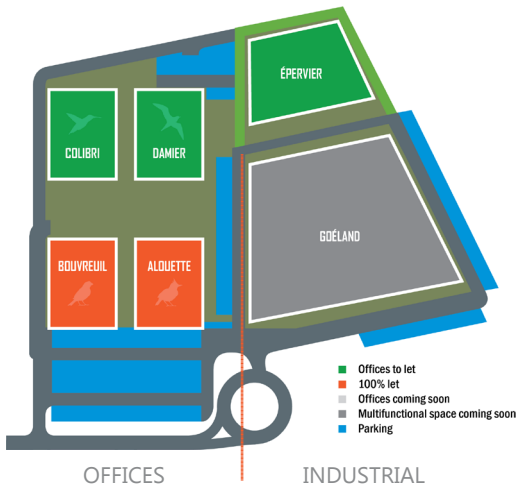 ÉPERVIER
COLIBRI
DAMIER
GOÉLAND
BOUVREUIL
ALOUETTE
Offices to let
100% let
Offices coming soon
Multifunctional space coming soon
Parking
OFFICES
INDUSTRIAL